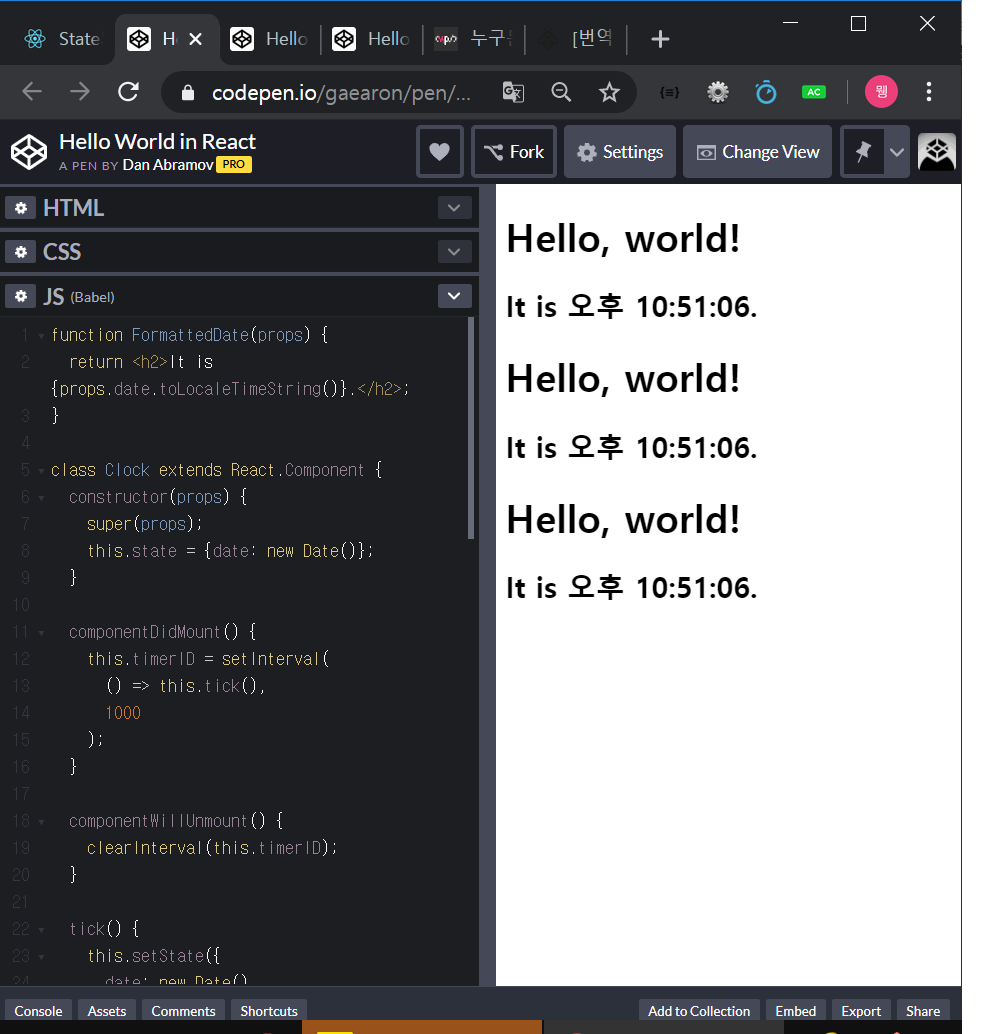 State
H
Hello
Hello
누구
[번역
codepen.io/gaearon/pen/...
AC
웽
Hello World in React
A PEN BY Dan Abramov PRO
Fork
Settings
Change View
HTML
CSS
JS (Babel)
1 function FormattedDate(props) {
2 return <h2>It is
{props.date.toLocaleTimeString()}.</h2>;
3 }
4
5 class Clock extends React.Component {
6 constructor(props) {
7 super(props);
8 this.state = {date: new Date()};
9 }
10
11 componentDidMount() {
12 this.timerID = setInterval(
13 () => this.tick(),
14 1000
15 );
16 }
17
18 componentWillUnmount() {
19 clearInterval(this.timerID);
20 }
21
22 tick() {
23 this.setState({
24 date: new Date()
Hello, world!
It is 오후 10:51:06.
Hello, world!
It is 오후 10:51:06.
Hello, world!
It is 오후 10:51:06.
Console
Assets
Comments
Shortcuts
Add to Collection
Embed
Export
Share